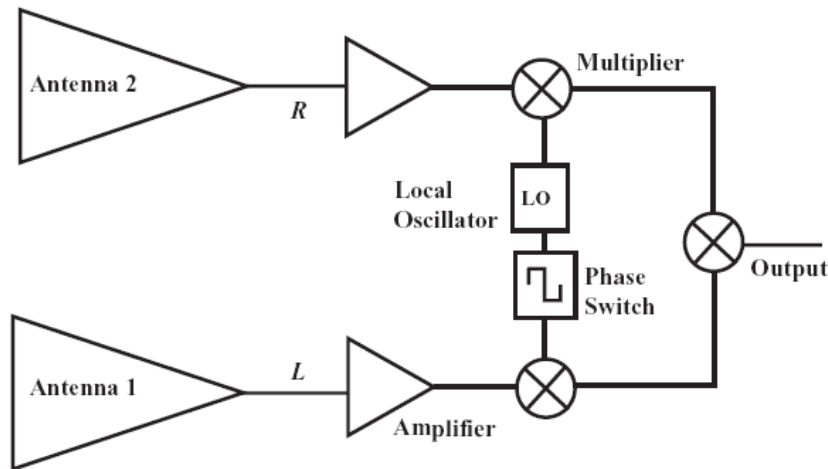 Antenna 2
R
Multiplier
Local
Oscillator
LO
Phase
Switch
Output
Antenna 1
L
Amplifier